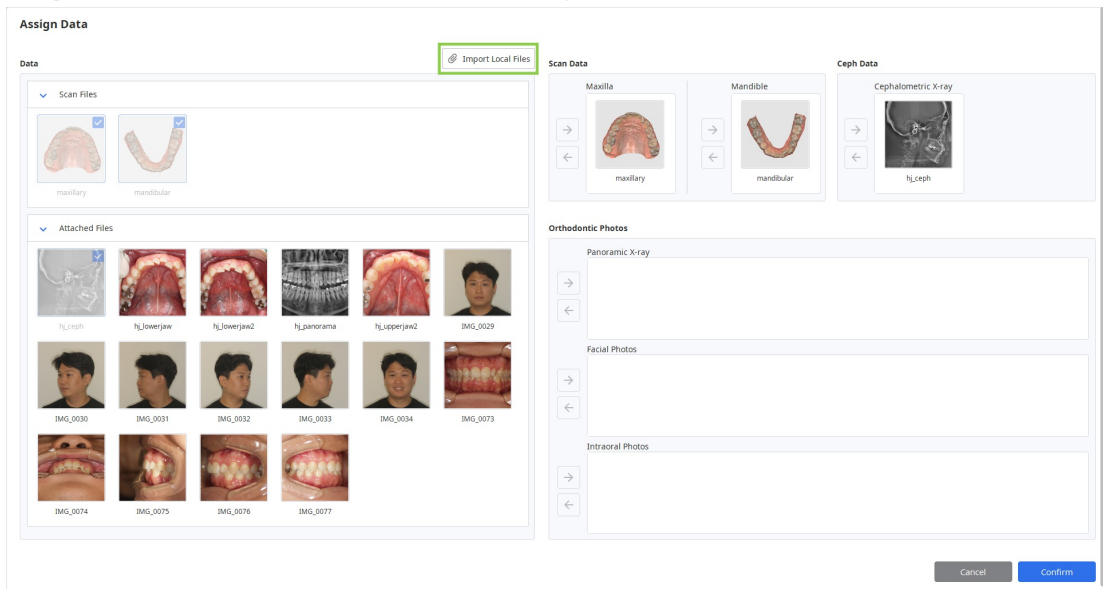 Assign Data
Data
Import Local Files
Scan Files
maxillary
mandibular
Attached Files
hj_ceph
hj_lowerjaw
hj_lowerjaw2
hj_panorama
hj_upperjaw2
IMG_0029
IMG_0030
IMG_0031
IMG_0032
IMG_0033
IMG_0034
IMG_0073
IMG_0074
IMG_0075
IMG_0076
IMG_0077
Scan Data
Maxilla
maxillary
Mandible
mandibular
Ceph Data
Cephalometric X-ray
hj_ceph
Orthodontic Photos
Panoramic X-ray
Facial Photos
Intraoral Photos
Cancel
Confirm